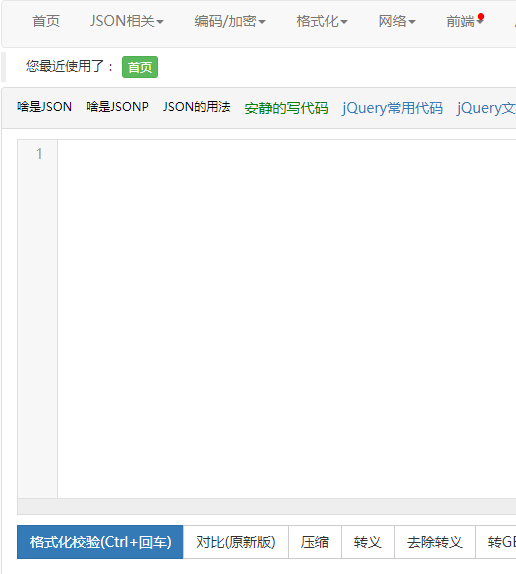 首页 JSON相关 编码/加密 格式化 网络 前端
您最近使用了： 首页
啥是JSON 啥是JSONP JSON的用法 安静的写代码 jQuery常用代码 jQuery文
1
格式化校验(Ctrl+回车) 对比(原新版) 压缩 转义 去除转义 转GB